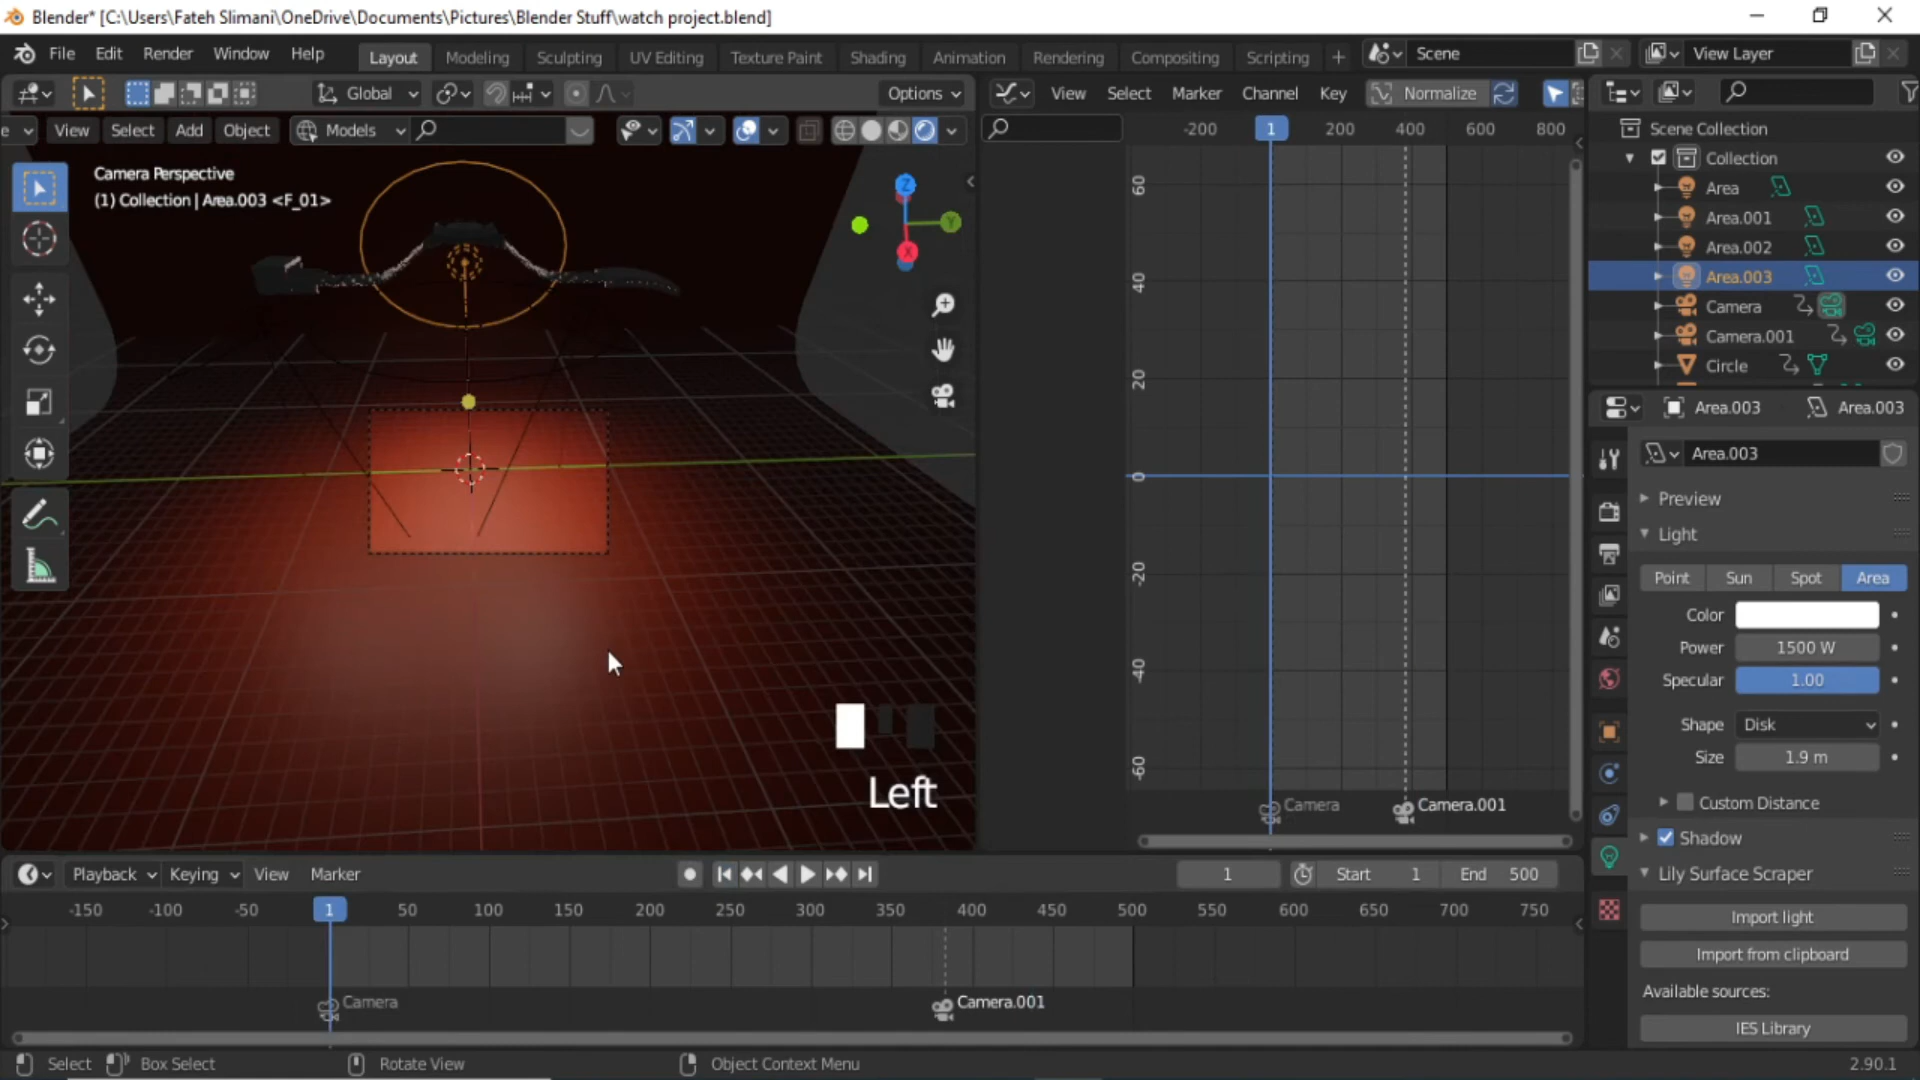 Blender* [C:\Users\Fateh Slimani\OneDrive\Documents\Pictures\Blender Stuff\watch project.blend]
File Edit Render Window Help
Layout Modeling Sculpting UV Editing Texture Paint Shading Animation Rendering Compositing Scripting +
Scene
View Layer
Global
Options
View Select Marker Channel Key Normalize
e View Select Add Object Models
-200 1 200 400 600 800
Scene Collection
Collection
Area
Area.001
Area.002
Area.003
Camera
Camera.001
Circle
Camera Perspective
(1) Collection | Area.003 <F_01>
Z
Y
X
60
40
20
0
-20
-40
-60
Camera
Camera.001
Left
Area.003 Area.003
Area.003
Preview
Light
Point Sun Spot Area
Color
Power 1500 W
Specular 1.00
Shape Disk
Size 1.9 m
Custom Distance
Shadow
Lily Surface Scraper
Import light
Import from clipboard
Available sources:
IES Library
Playback Keying View Marker
1 Start 1 End 500
-150 -100 -50 1 50 100 150 200 250 300 350 400 450 500 550 600 650 700 750
Camera
Camera.001
Select Box Select Rotate View Object Context Menu
2.90.1